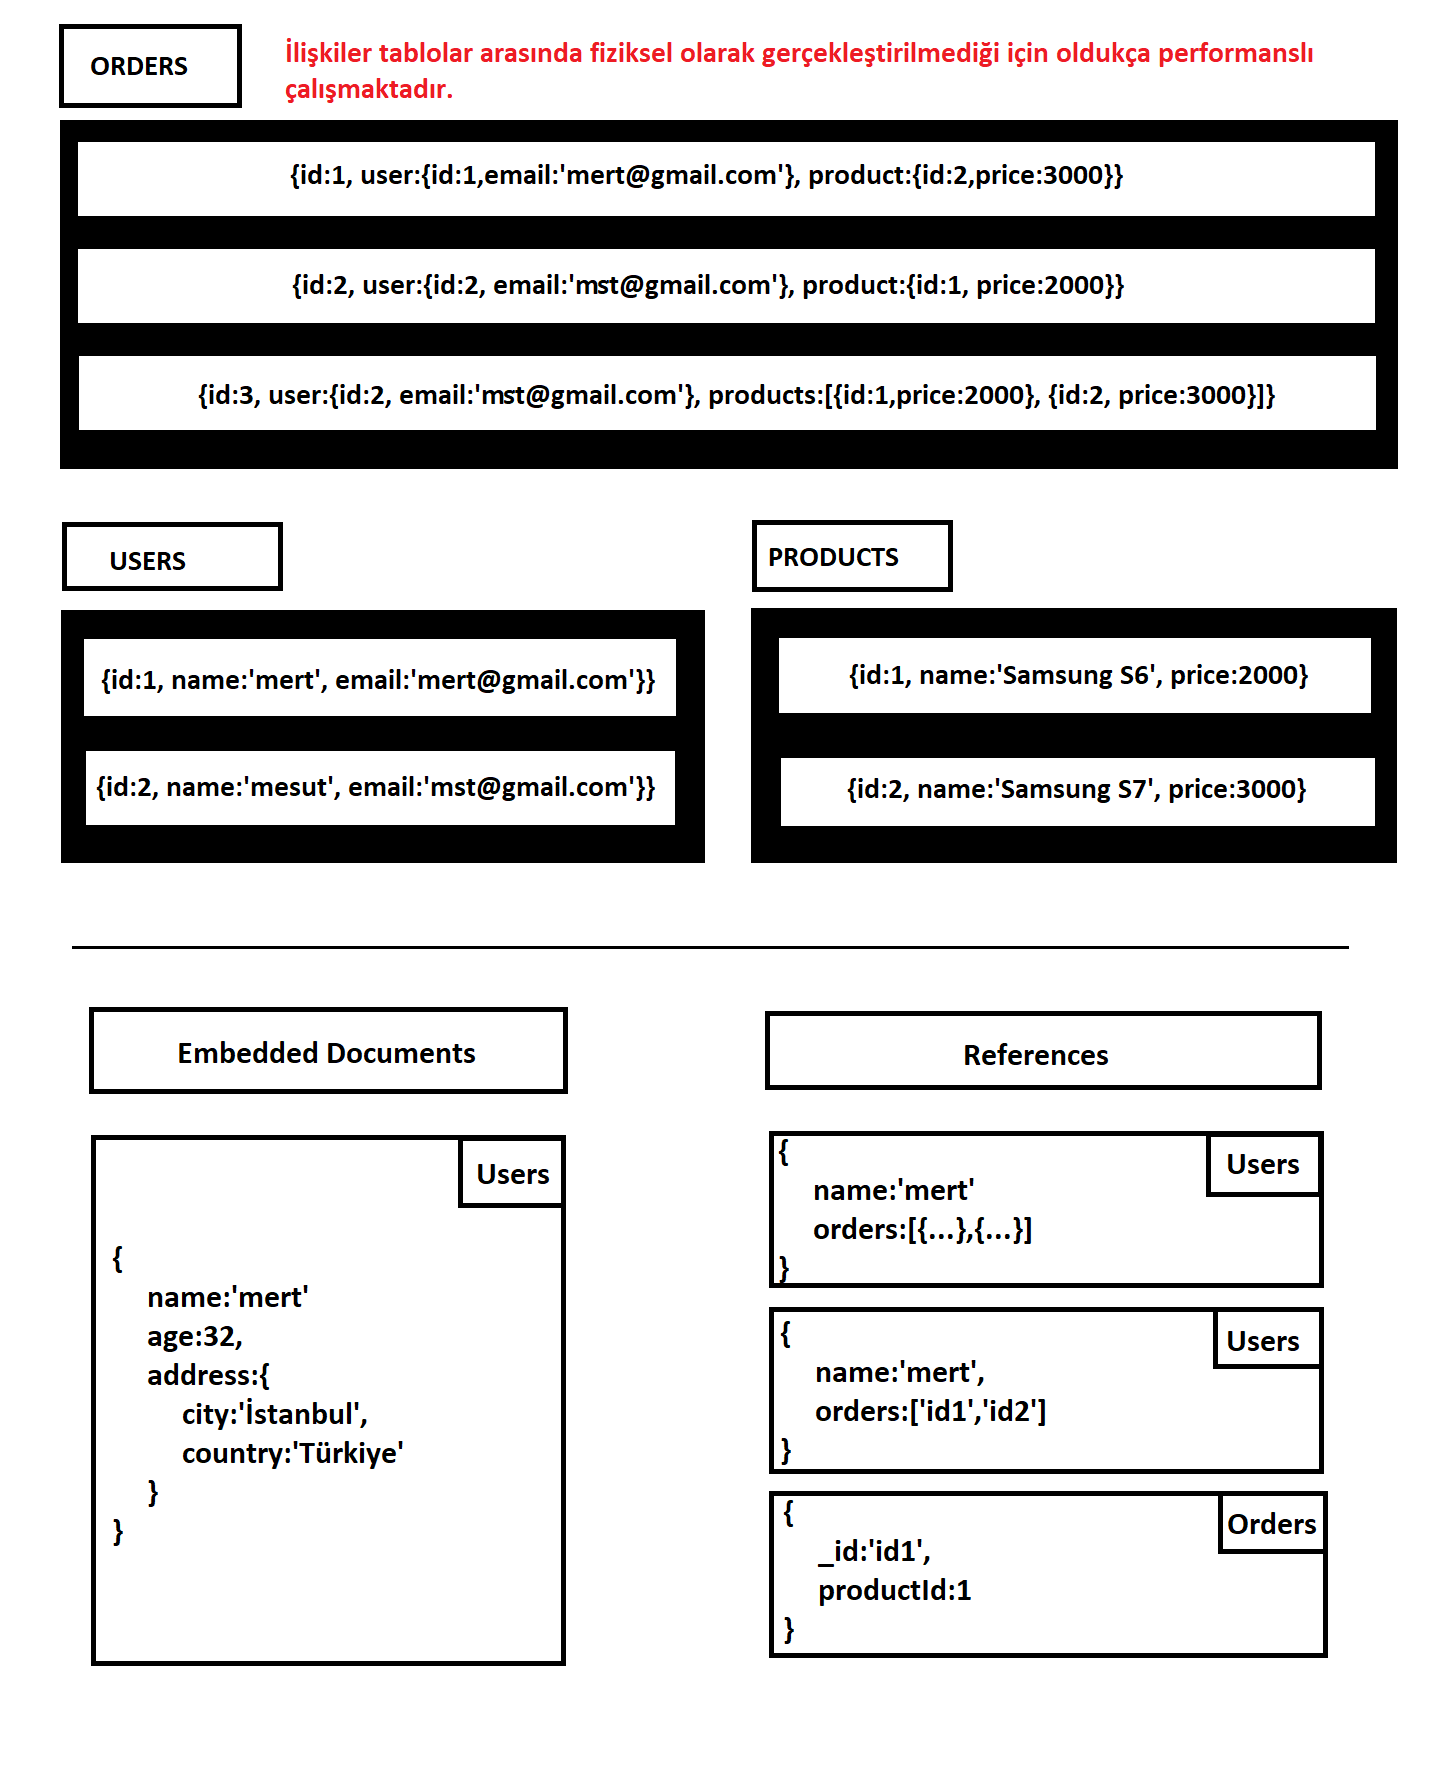 ORDERS
İlişkiler tablolar arasında fiziksel olarak gerçekleştirilmediği için oldukça performanslı
çalışmaktadır.
{id:1, user:{id:1,email:'mert@gmail.com'}, product:{id:2,price:3000}}
{id:2, user:{id:2, email:'mst@gmail.com'}, product:{id:1, price:2000}}
{id:3, user:{id:2, email:'mst@gmail.com'}, products:[{id:1,price:2000}, {id:2, price:3000}]}
USERS
{id:1, name:'mert', email:'mert@gmail.com'}}
{id:2, name:'mesut', email:'mst@gmail.com'}}
PRODUCTS
{id:1, name:'Samsung S6', price:2000}
{id:2, name:'Samsung S7', price:3000}
Embedded Documents
Users
{
name:'mert'
age:32,
address:{
city:'İstanbul',
country:'Türkiye'
}
}
References
Users
{
name:'mert'
orders:[{...},{...}]
}
Users
{
name:'mert',
orders:['id1','id2']
}
Orders
{
_id:'id1',
productId:1
}